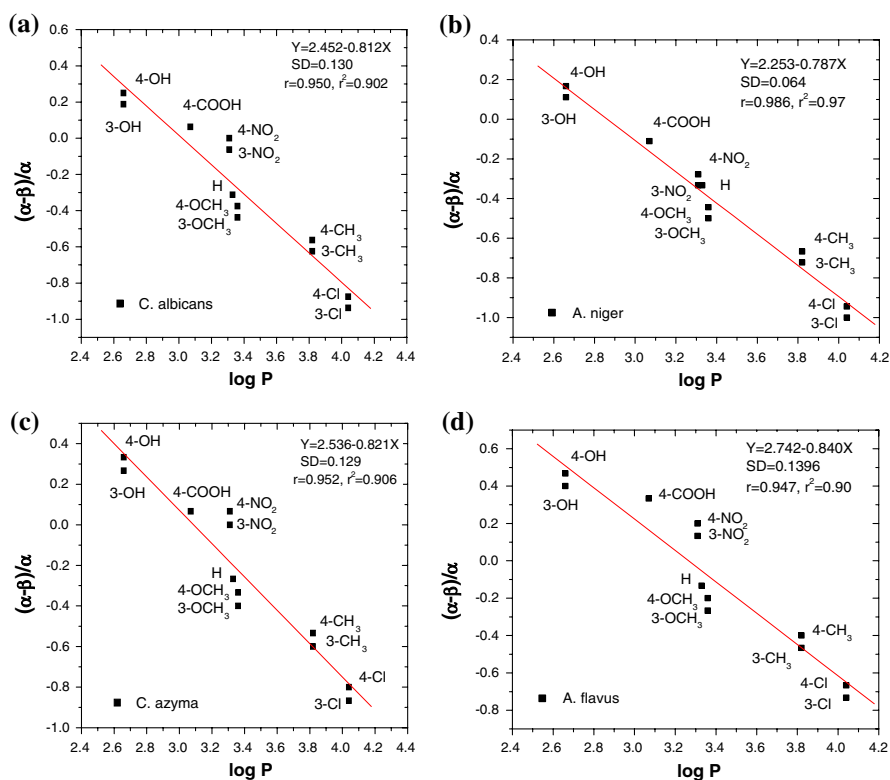 (a)
Y=2.452-0.812X
SD=0.130
r=0.950, r²=0.902
4-OH
3-OH
4-COOH
4-NO₂
3-NO₂
H
4-OCH₃
3-OCH₃
4-CH₃
3-CH₃
4-Cl
3-Cl
C. albicans
0.6
0.4
0.2
0.0
-0.2
-0.4
-0.6
-0.8
-1.0
(α-β)/α
2.4 2.6 2.8 3.0 3.2 3.4 3.6 3.8 4.0 4.2 4.4
log P
(b)
Y=2.253-0.787X
SD=0.064
r=0.986, r²=0.97
4-OH
3-OH
4-COOH
4-NO₂
3-NO₂ H
4-OCH₃
3-OCH₃
4-CH₃
3-CH₃
4-Cl
3-Cl
A. niger
0.4
0.2
0.0
-0.2
-0.4
-0.6
-0.8
-1.0
(α-β)/α
2.4 2.6 2.8 3.0 3.2 3.4 3.6 3.8 4.0 4.2
log P
(c)
Y=2.536-0.821X
SD=0.129
r=0.952, r²=0.906
4-OH
3-OH
4-COOH
4-NO₂
3-NO₂
H
4-OCH₃
3-OCH₃
4-CH₃
3-CH₃
4-Cl
3-Cl
C. azyma
0.4
0.2
0.0
-0.2
-0.4
-0.6
-0.8
-1.0
(α-β)/α
2.4 2.6 2.8 3.0 3.2 3.4 3.6 3.8 4.0 4.2
log P
(d)
Y=2.742-0.840X
SD=0.1396
r=0.947, r²=0.90
4-OH
3-OH
4-COOH
4-NO₂
3-NO₂
H
4-OCH₃
3-OCH₃
4-CH₃
3-CH₃
4-Cl
3-Cl
A. flavus
0.6
0.4
0.2
0.0
-0.2
-0.4
-0.6
-0.8
(α-β)/α
2.4 2.6 2.8 3.0 3.2 3.4 3.6 3.8 4.0 4.2
log P